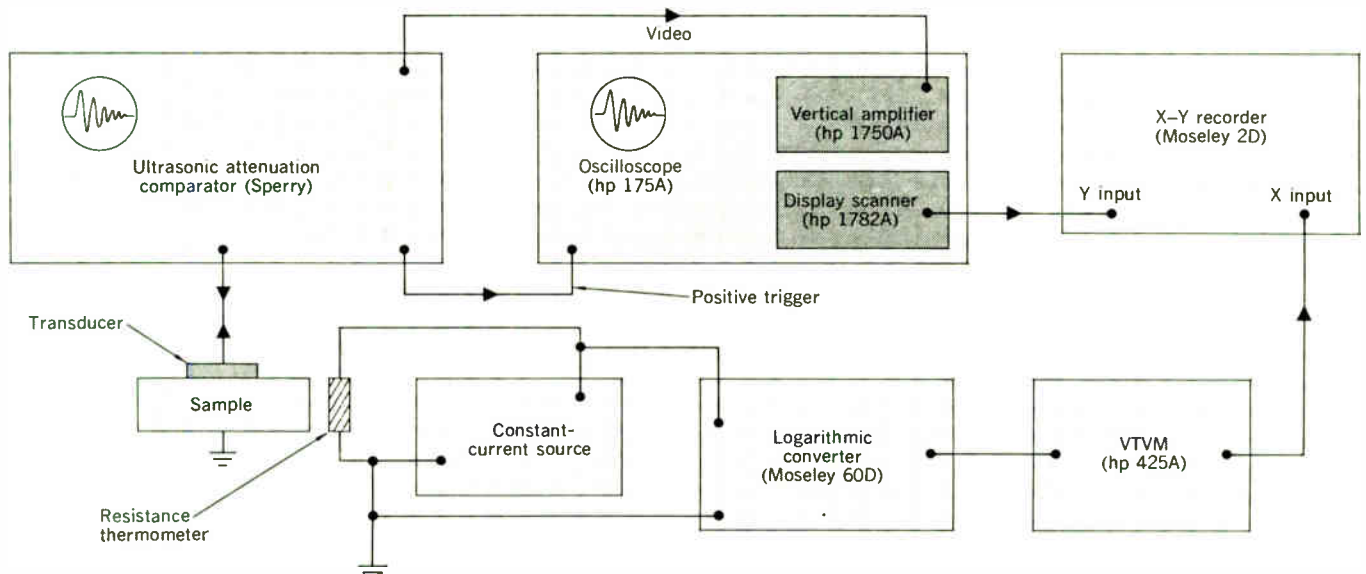 Video
Ultrasonic attenuation
comparator (Sperry)
Oscilloscope
(hp 175A)
Vertical amplifier
(hp 1750A)
Display scanner
(hp 1782A)
X–Y recorder
(Moseley 2D)
Y input
X input
Positive trigger
Transducer
Sample
Resistance
thermometer
Constant-
current source
Logarithmic
converter
(Moseley 60D)
VTVM
(hp 425A)